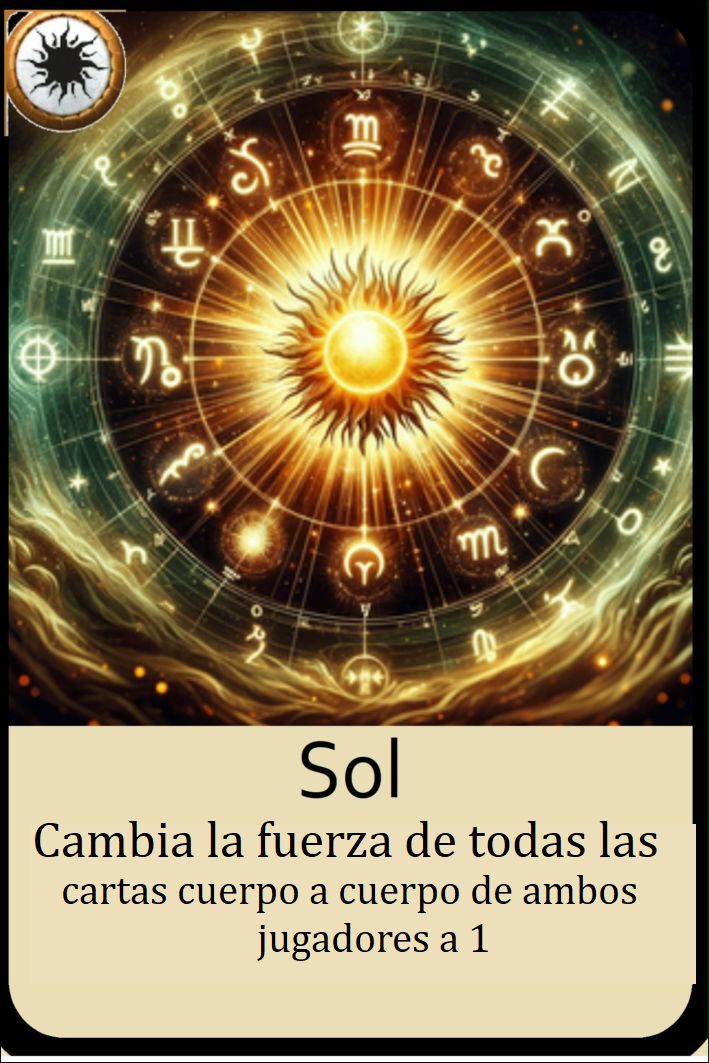 Sol
Cambia la fuerza de todas las
cartas cuerpo a cuerpo de ambos
jugadores a 1